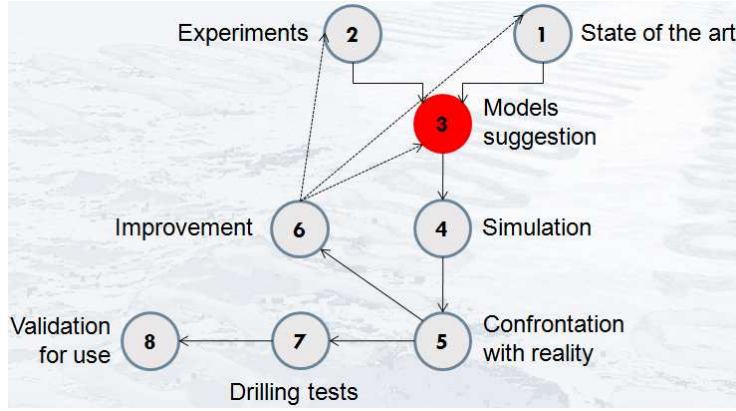 Experiments
2
1
State of the art
3
Models
suggestion
Improvement
6
4
Simulation
Validation
for use
8
7
5
Confrontation
with reality
Drilling tests